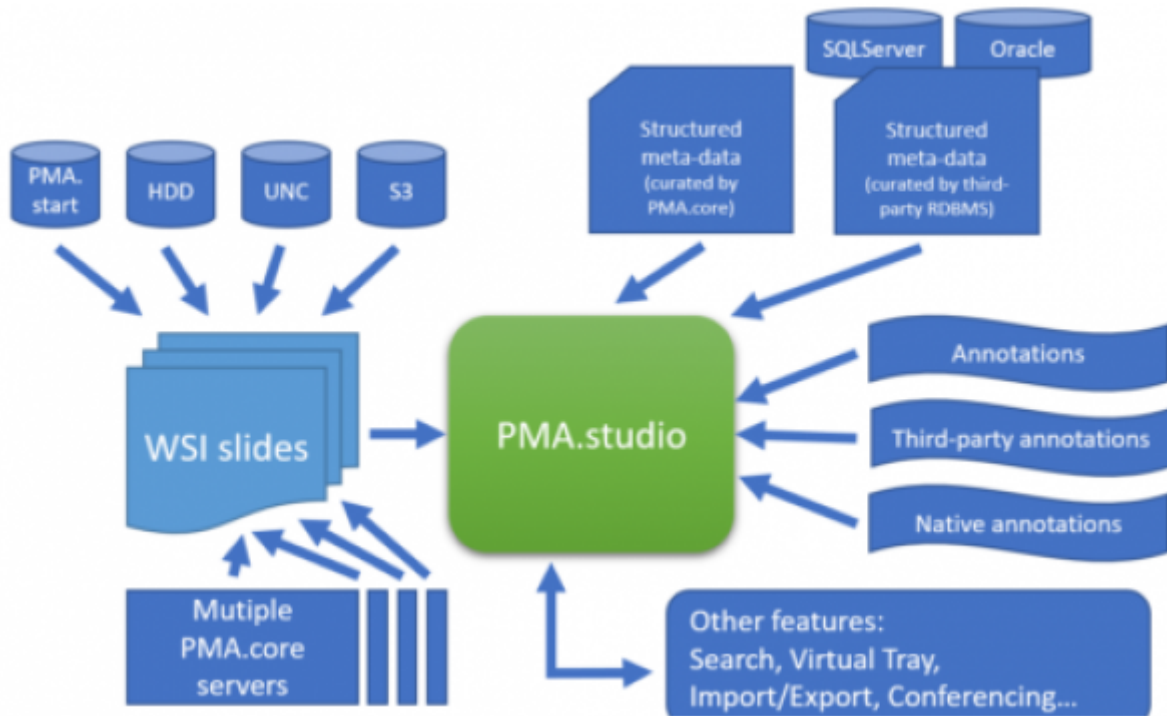 SQLServer
Oracle
PMA.
start
HDD
UNC
S3
Structured
meta-data
(curated by
PMA.core)
Structured
meta-data
(curated by third-
party RDBMS)
WSI slides
PMA.studio
Annotations
Third-party annotations
Native annotations
Mutiple
PMA.core
servers
Other features:
Search, Virtual Tray,
Import/Export, Conferencing...